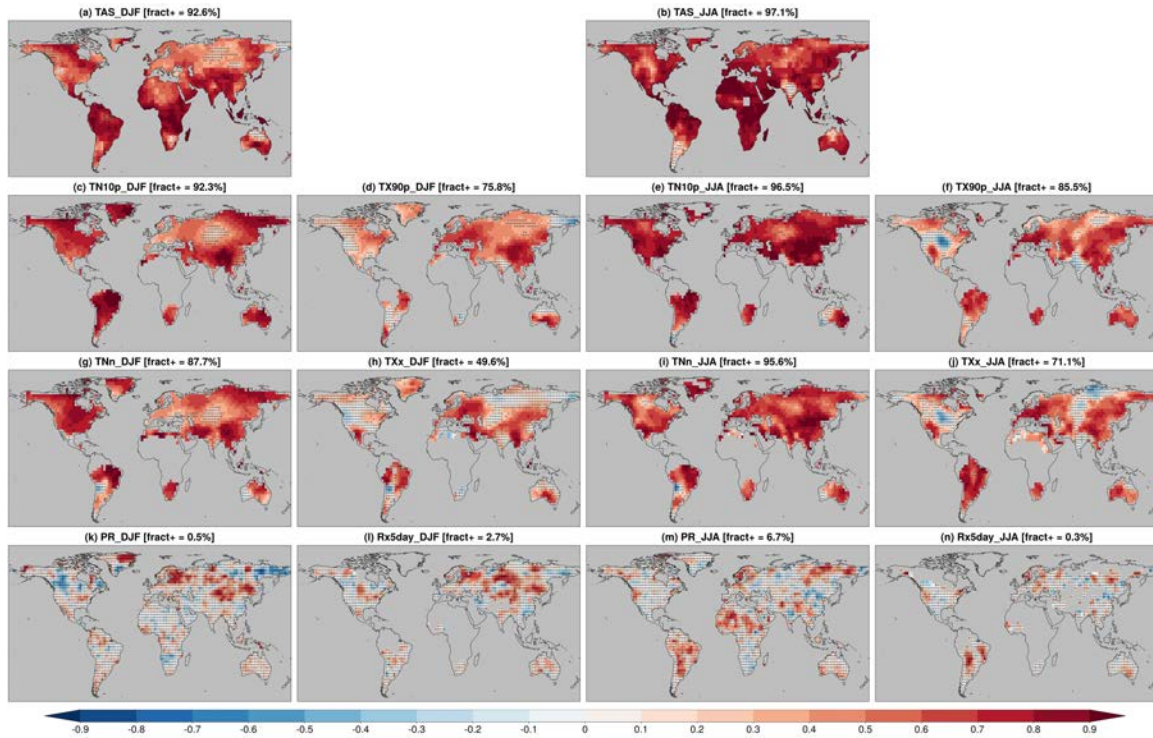 (a) TAS_DJF [fract+ = 92.6%]
(b) TAS_JJA [fract+ = 97.1%]
(c) TN10p_DJF [fract+ = 92.3%]
(d) TX90p_DJF [fract+ = 75.8%]
(e) TN10p_JJA [fract+ = 96.5%]
(f) TX90p_JJA [fract+ = 85.5%]
(g) TNn_DJF [fract+ = 87.7%]
(h) TXx_DJF [fract+ = 49.6%]
(i) TNn_JJA [fract+ = 95.6%]
(j) TXx_JJA [fract+ = 71.1%]
(k) PR_DJF [fract+ = 0.5%]
(l) Rx5day_DJF [fract+ = 2.7%]
(m) PR_JJA [fract+ = 6.7%]
(n) Rx5day_JJA [fract+ = 0.3%]
-0.9 -0.8 -0.7 -0.6 -0.5 -0.4 -0.3 -0.2 -0.1 0 0.1 0.2 0.3 0.4 0.5 0.6 0.7 0.8 0.9